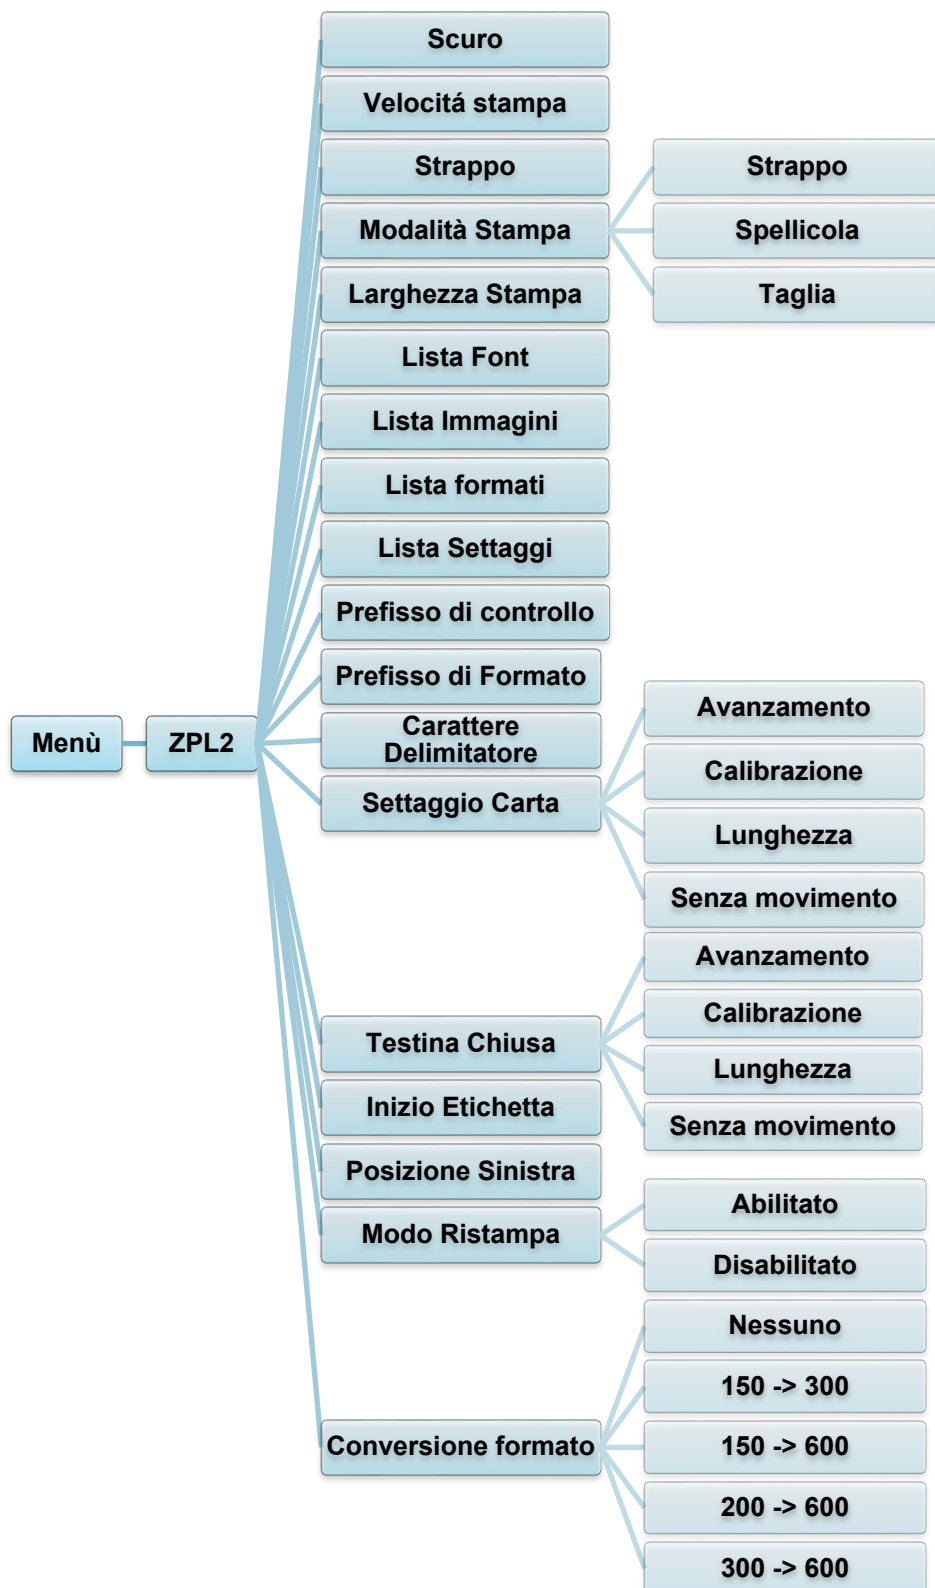 Menù
ZPL2
Scuro
Velocitá stampa
Strappo
Modalità Stampa
Strappo
Spellicola
Taglia
Larghezza Stampa
Lista Font
Lista Immagini
Lista formati
Lista Settaggi
Prefisso di controllo
Prefisso di Formato
Carattere
Delimitatore
Settaggio Carta
Avanzamento
Calibrazione
Lunghezza
Senza movimento
Testina Chiusa
Avanzamento
Calibrazione
Lunghezza
Senza movimento
Inizio Etichetta
Posizione Sinistra
Modo Ristampa
Abilitato
Disabilitato
Conversione formato
Nessuno
150 -> 300
150 -> 600
200 -> 600
300 -> 600